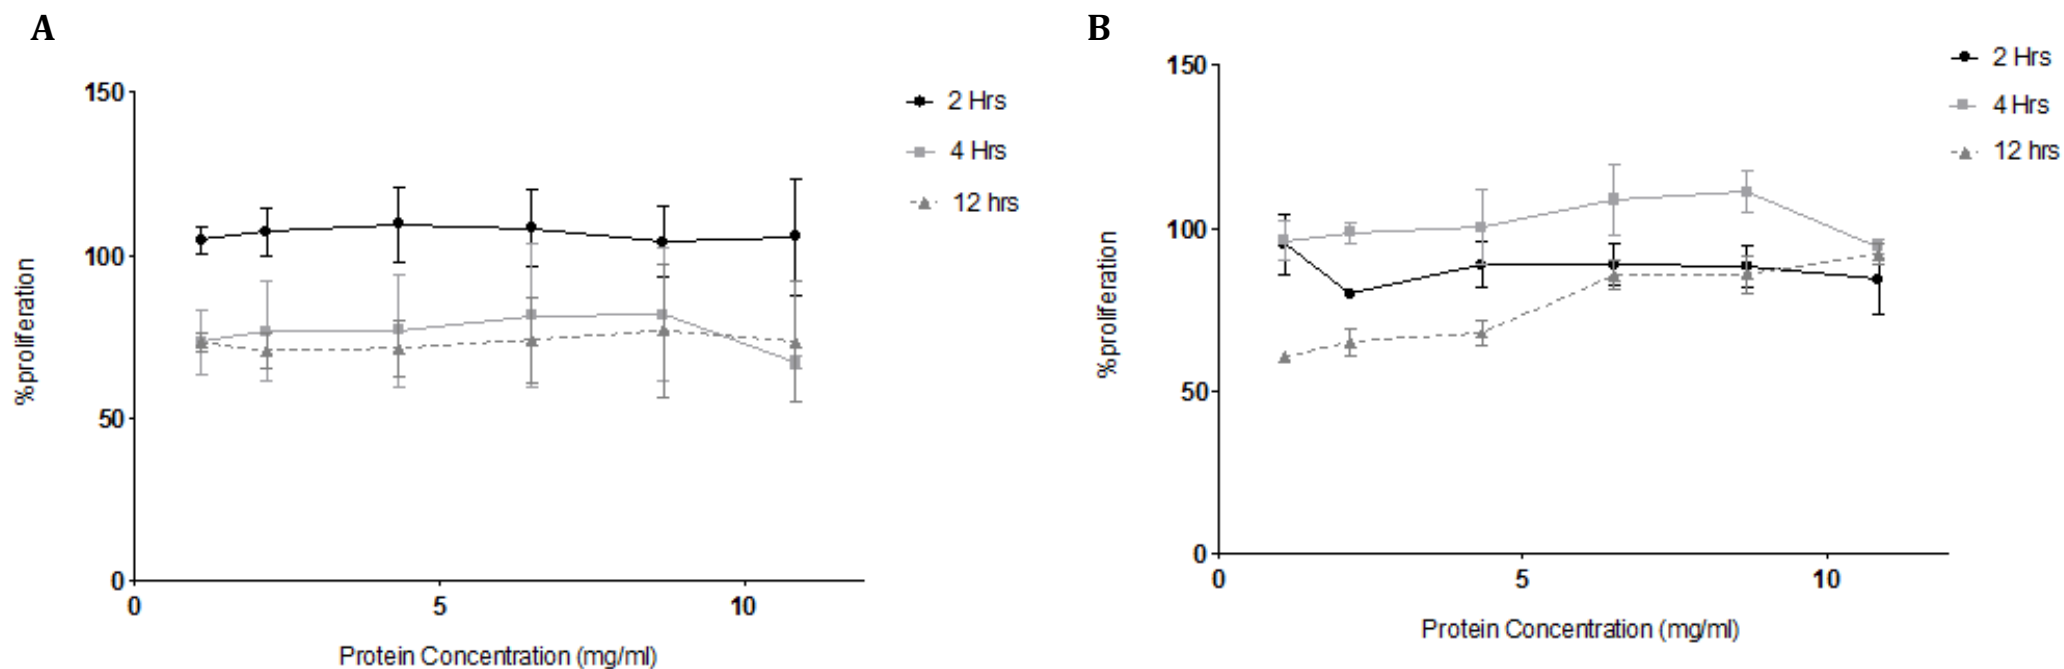 A
150
100
50
0
0
5
10
%proliferation
Protein Concentration (mg/ml)
2 Hrs
4 Hrs
12 hrs
B
150
100
50
0
0
5
10
%proliferation
Protein Concentration (mg/ml)
2 Hrs
4 Hrs
12 hrs